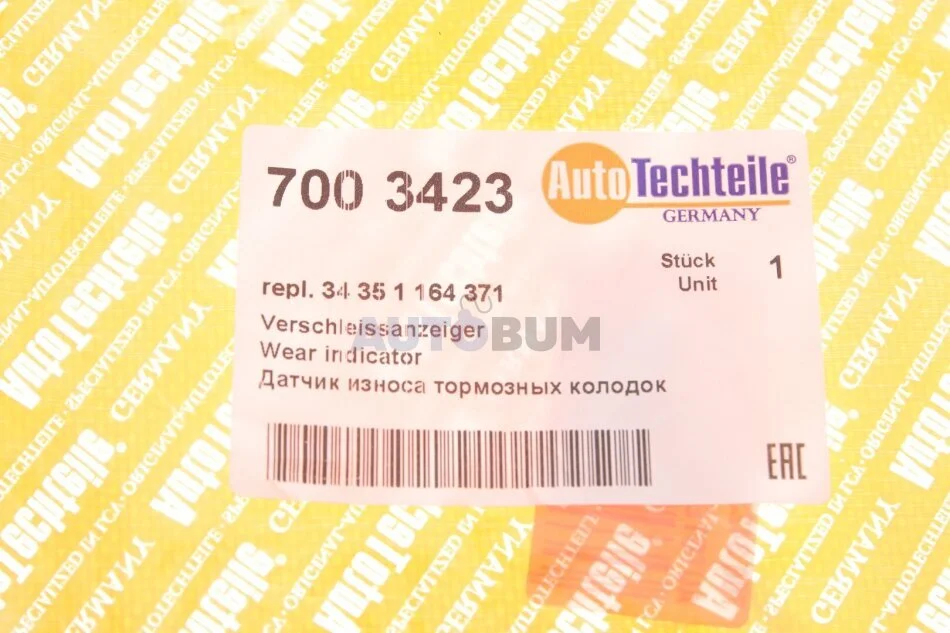 700 3423
AutoTechteile®
GERMANY
Stück 1
Unit
repl. 34 35 1 164 371
Verschleissanzeiger
AUTOBUM
Wear indicator
Датчик износа тормозных колодок
EAC